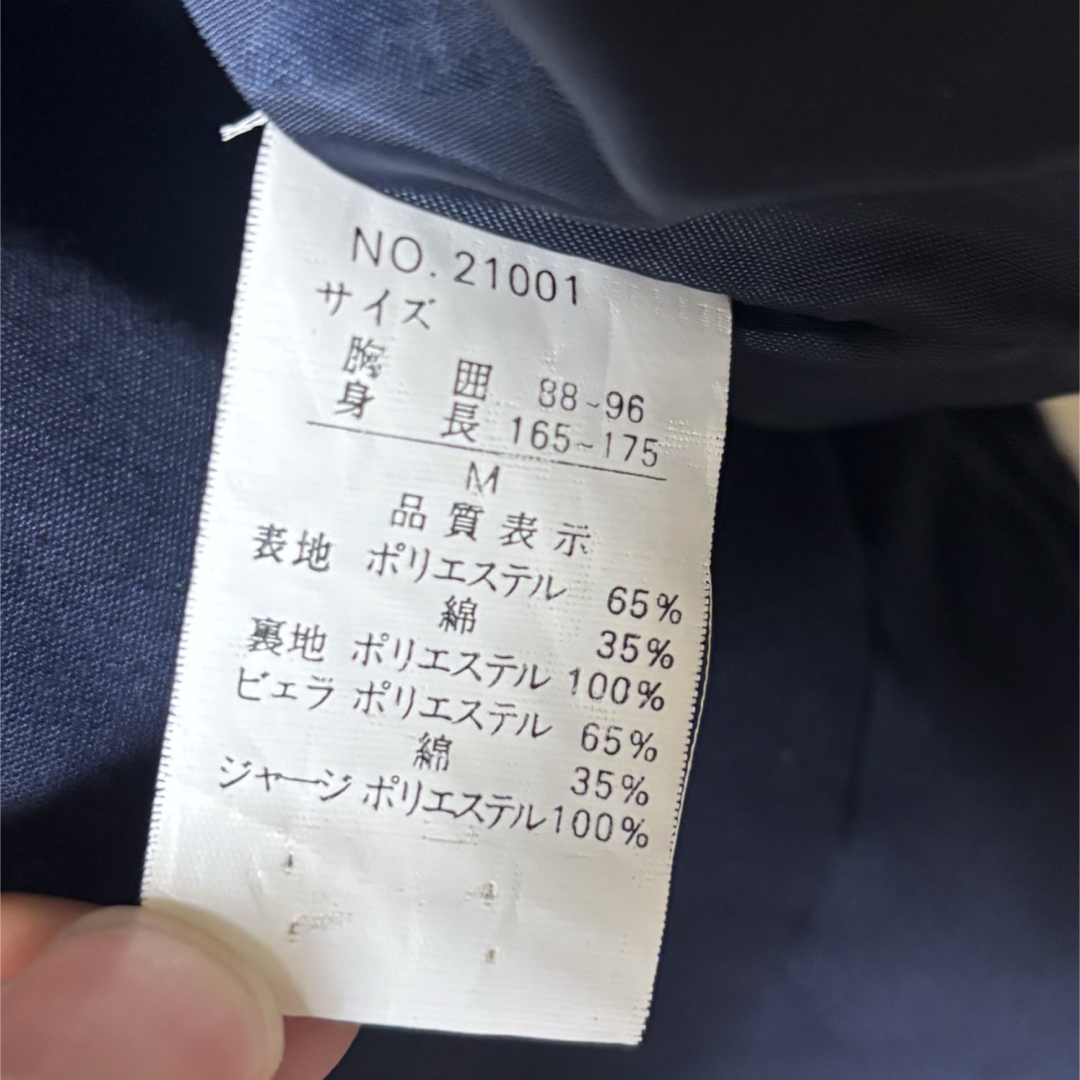 NO. 21001
サイズ
胸 囲 88~96
身 長 165~175
M
品質表示
表地 ポリエステル 65%
綿 35%
裏地 ポリエステル 100%
ビエラ ポリエステル 65%
綿 35%
ジャージ ポリエステル 100%